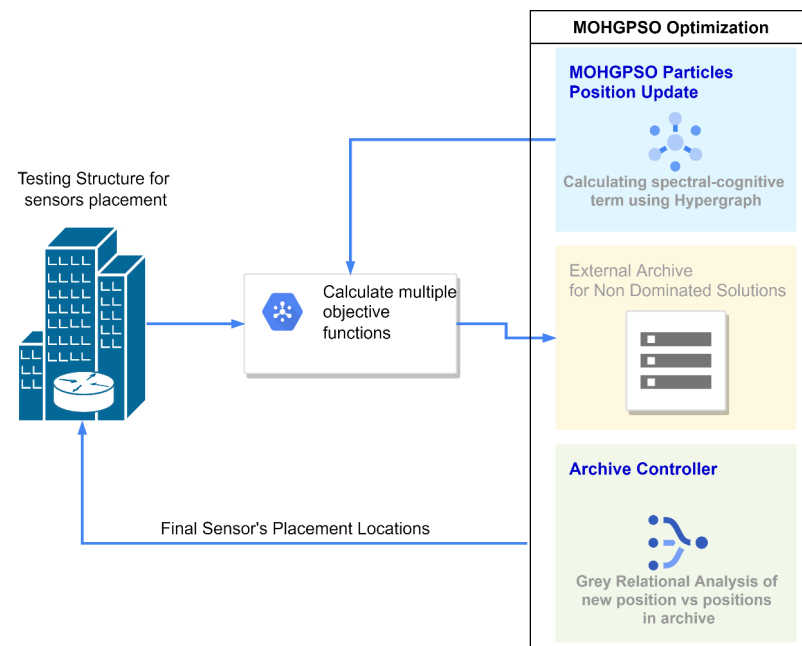 MOHGPSO Optimization
MOHGPSO Particles
Position Update
Calculating spectral-cognitive
term using Hypergraph
Testing Structure for
sensors placement
Calculate multiple
objective
functions
External Archive
for Non Dominated Solutions
Archive Controller
Final Sensor's Placement Locations
Grey Relational Analysis of
new position vs positions
in archive